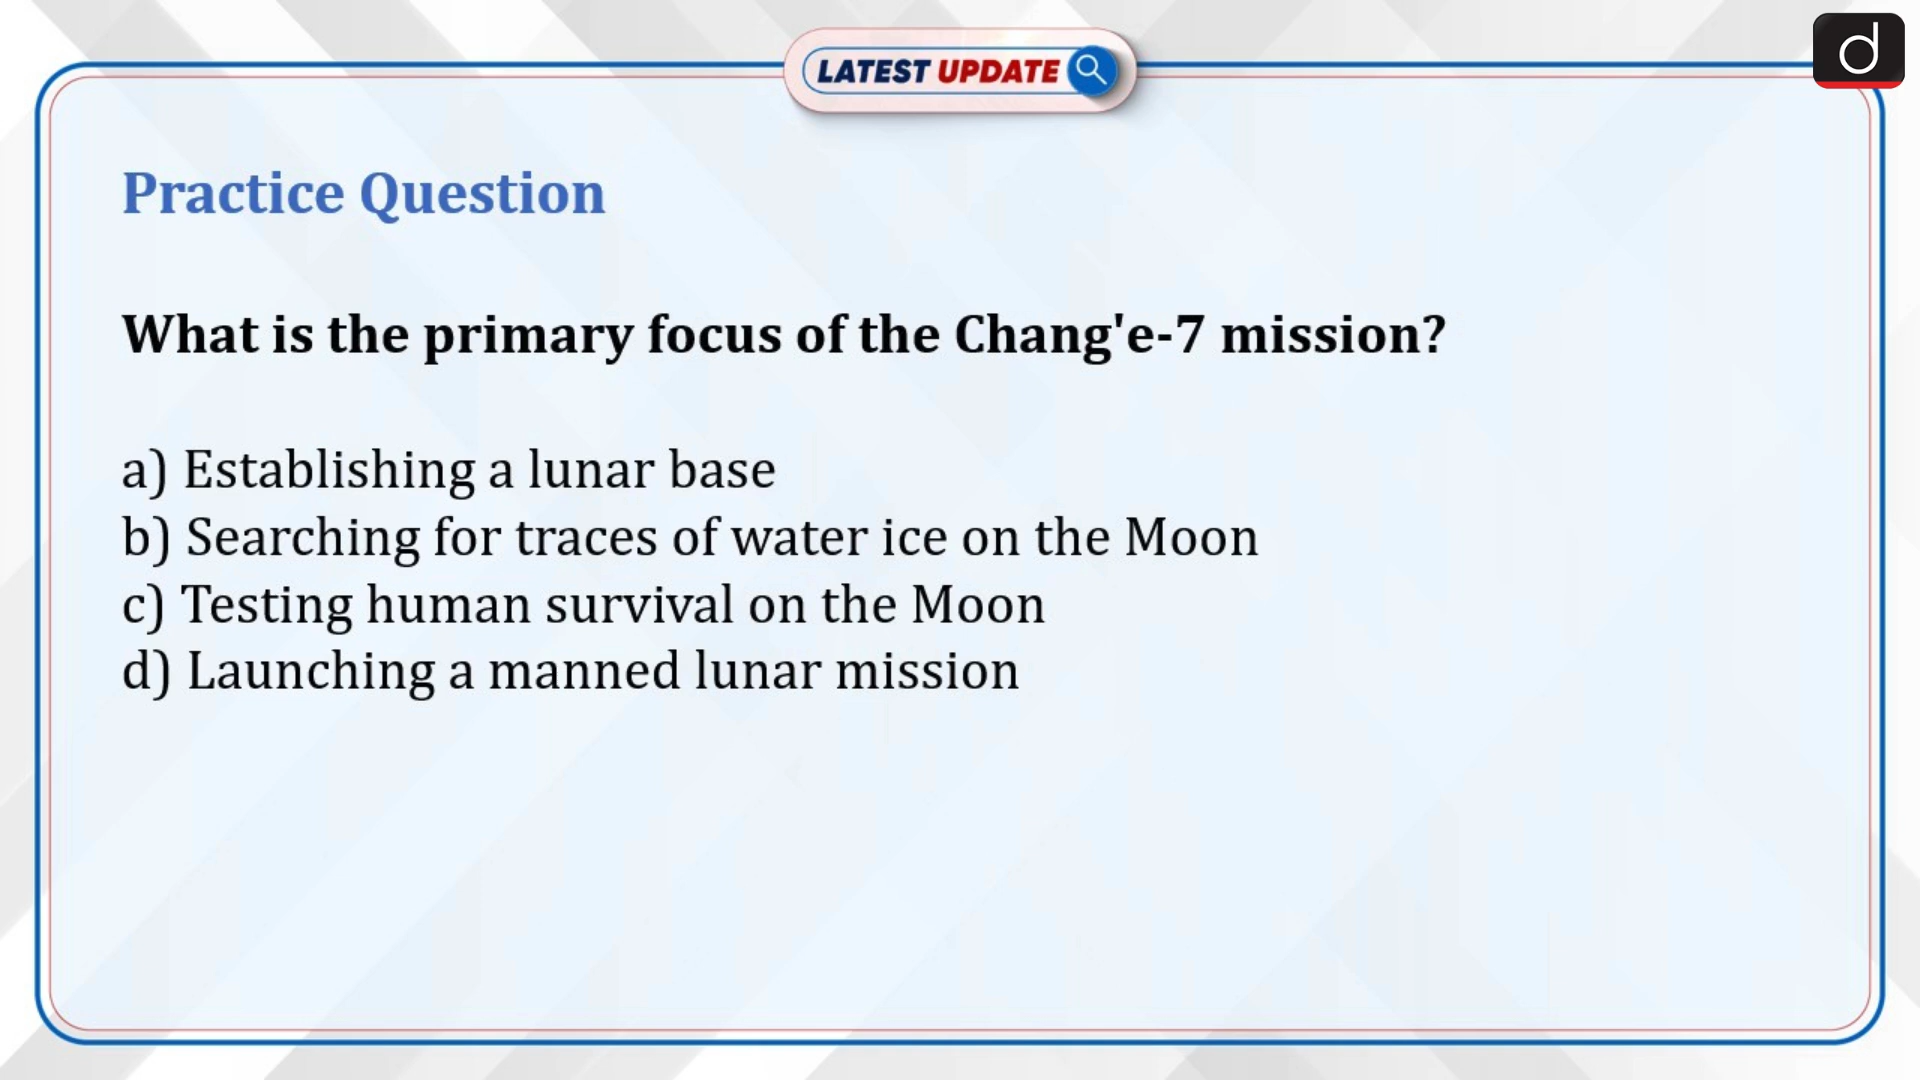 LATEST UPDATE
d
Practice Question
What is the primary focus of the Chang'e-7 mission?
a) Establishing a lunar base
b) Searching for traces of water ice on the Moon
c) Testing human survival on the Moon
d) Launching a manned lunar mission